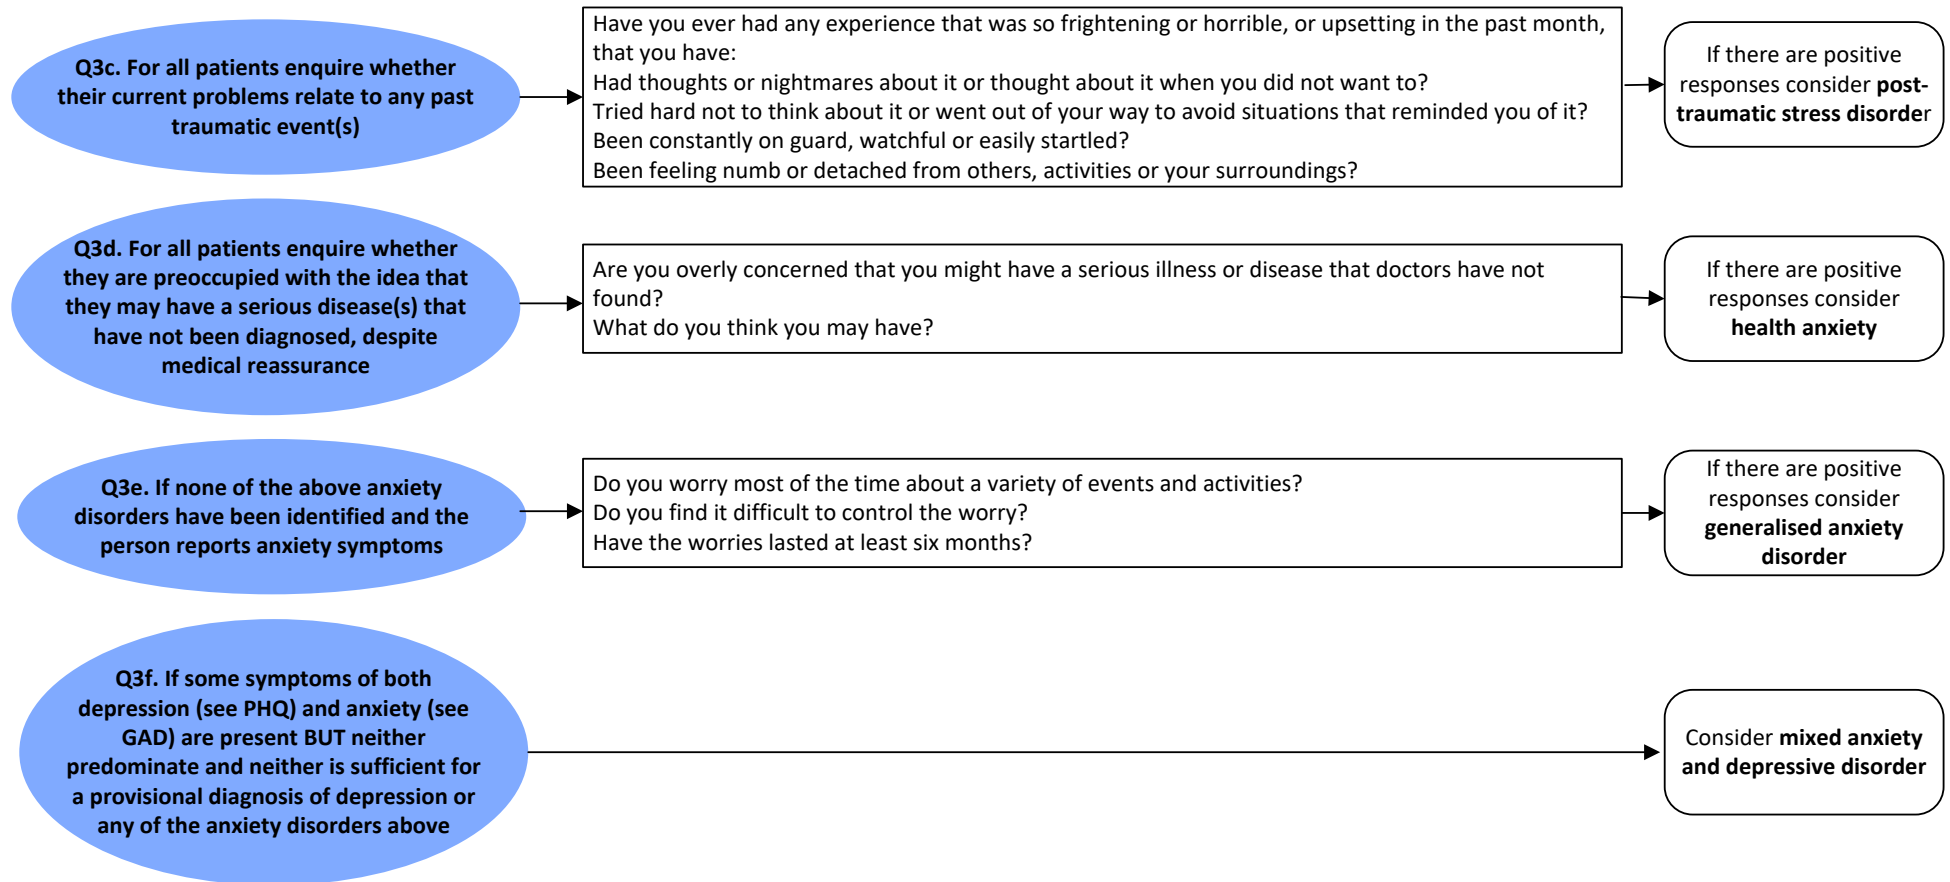 Q3c. For all patients enquire whether
their current problems relate to any past
traumatic event(s)
Have you ever had any experience that was so frightening or horrible, or upsetting in the past month,
that you have:
Had thoughts or nightmares about it or thought about it when you did not want to?
Tried hard not to think about it or went out of your way to avoid situations that reminded you of it?
Been constantly on guard, watchful or easily startled?
Been feeling numb or detached from others, activities or your surroundings?
If there are positive
responses consider post-
traumatic stress disorder
Q3d. For all patients enquire whether
they are preoccupied with the idea that
they may have a serious disease(s) that
have not been diagnosed, despite
medical reassurance
Are you overly concerned that you might have a serious illness or disease that doctors have not
found?
What do you think you may have?
If there are positive
responses consider
health anxiety
Q3e. If none of the above anxiety
disorders have been identified and the
person reports anxiety symptoms
Do you worry most of the time about a variety of events and activities?
Do you find it difficult to control the worry?
Have the worries lasted at least six months?
If there are positive
responses consider
generalised anxiety
disorder
Q3f. If some symptoms of both
depression (see PHQ) and anxiety (see
GAD) are present BUT neither
predominate and neither is sufficient for
a provisional diagnosis of depression or
any of the anxiety disorders above
Consider mixed anxiety
and depressive disorder